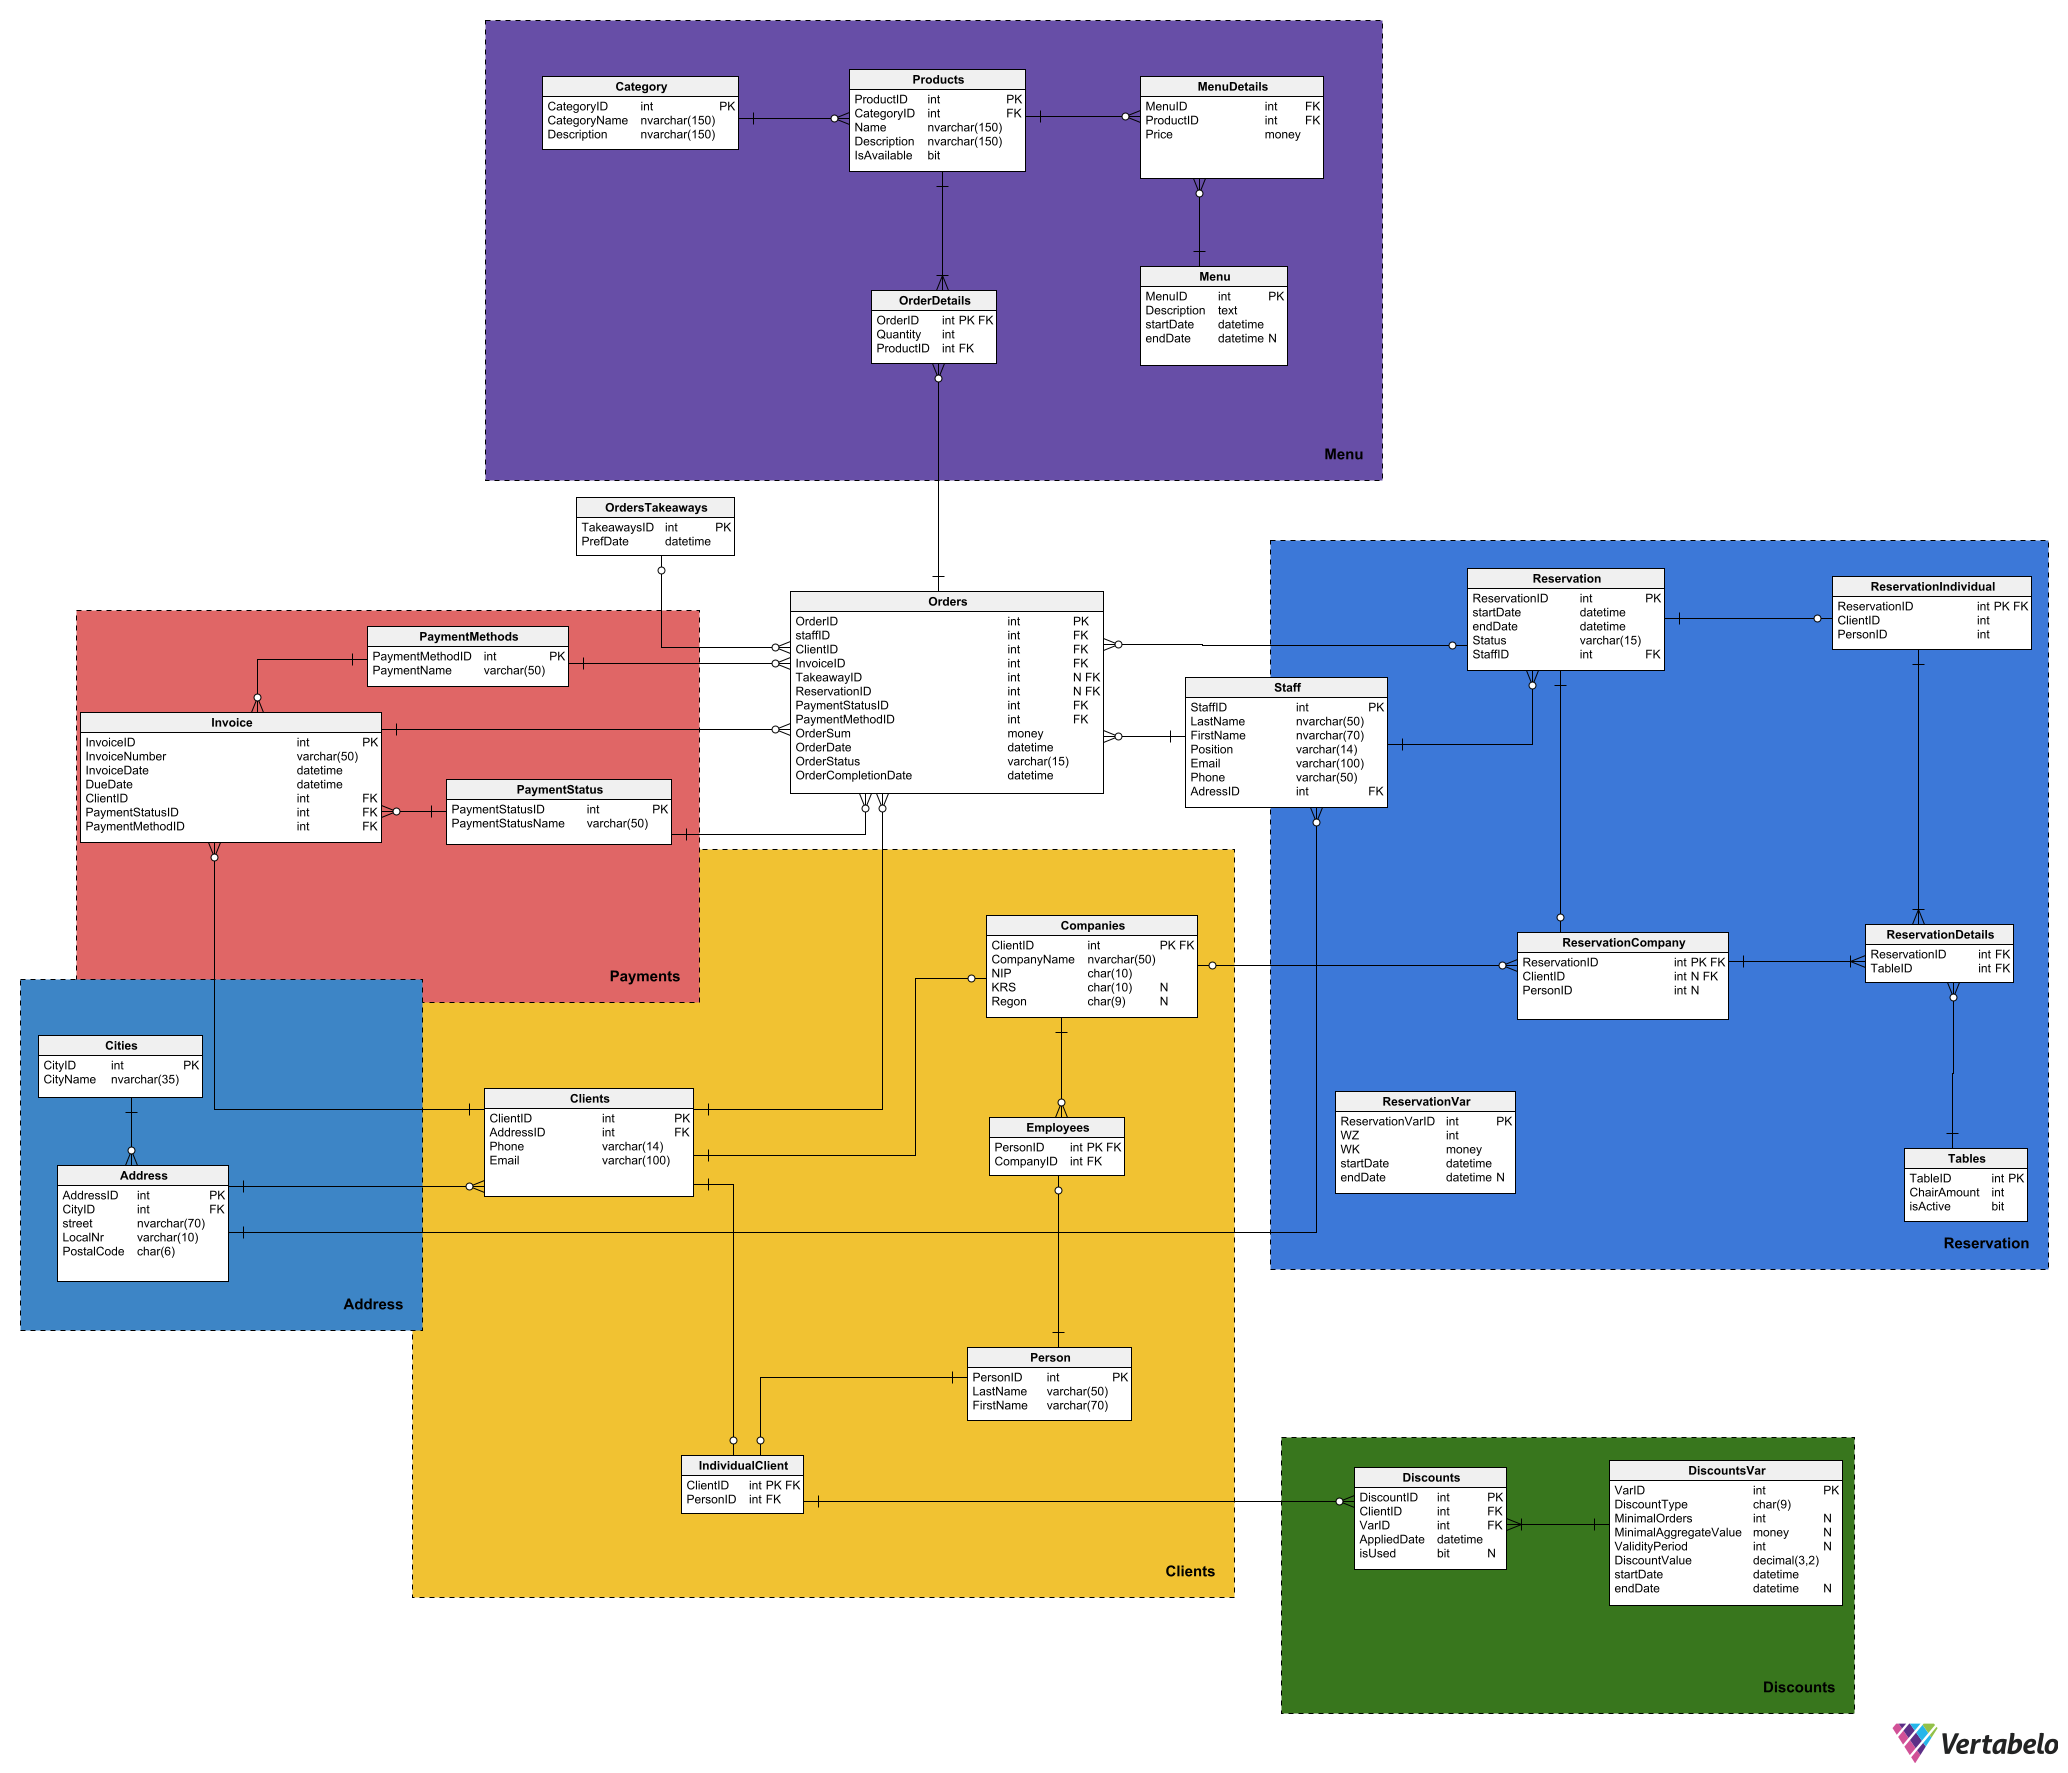 Category
CategoryID int PK
CategoryName nvarchar(150)
Description nvarchar(150)
Products
ProductID int PK
CategoryID int FK
Name nvarchar(150)
Description nvarchar(150)
IsAvailable bit
MenuDetails
MenuID int FK
ProductID int FK
Price money
OrderDetails
OrderID int PK FK
Quantity int
ProductID int FK
Menu
MenuID int PK
Description text
startDate datetime
endDate datetime N
Menu
OrdersTakeaways
TakeawaysID int PK
PrefDate datetime
Orders
OrderID int PK
staffID int FK
ClientID int FK
InvoiceID int FK
TakeawayID int N FK
ReservationID int N FK
PaymentStatusID int FK
PaymentMethodID int FK
OrderSum money
OrderDate datetime
OrderStatus varchar(15)
OrderCompletionDate datetime
PaymentMethods
PaymentMethodID int PK
PaymentName varchar(50)
Invoice
InvoiceID int PK
InvoiceNumber varchar(50)
InvoiceDate datetime
DueDate datetime
ClientID int FK
PaymentStatusID int FK
PaymentMethodID int FK
PaymentStatus
PaymentStatusID int PK
PaymentStatusName varchar(50)
Payments
Staff
StaffID int PK
LastName nvarchar(50)
FirstName nvarchar(70)
Position varchar(14)
Email varchar(100)
Phone varchar(50)
AdressID int FK
Reservation
ReservationID int PK
startDate datetime
endDate datetime
Status varchar(15)
StaffID int FK
ReservationIndividual
ReservationID int PK FK
ClientID int
PersonID int
ReservationCompany
ReservationID int PK FK
ClientID int N FK
PersonID int N
ReservationDetails
ReservationID int FK
TableID int FK
ReservationVar
ReservationVarID int PK
WZ int
WK money
startDate datetime
endDate datetime N
Tables
TableID int PK
ChairAmount int
isActive bit
Reservation
Cities
CityID int PK
CityName nvarchar(35)
Address
AddressID int PK
CityID int FK
street nvarchar(70)
LocalNr varchar(10)
PostalCode char(6)
Address
Companies
ClientID int PK FK
CompanyName nvarchar(50)
NIP char(10)
KRS char(10) N
Regon char(9) N
Clients
ClientID int PK
AddressID int FK
Phone varchar(14)
Email varchar(100)
Employees
PersonID int PK FK
CompanyID int FK
Person
PersonID int PK
LastName varchar(50)
FirstName varchar(70)
IndividualClient
ClientID int PK FK
PersonID int FK
Clients
Discounts
DiscountID int PK
ClientID int FK
VarID int FK
AppliedDate datetime
isUsed bit N
DiscountsVar
VarID int PK
DiscountType char(9)
MinimalOrders int N
MinimalAggregateValue money N
ValidityPeriod int N
DiscountValue decimal(3,2)
startDate datetime
endDate datetime N
Discounts
Vertabelo